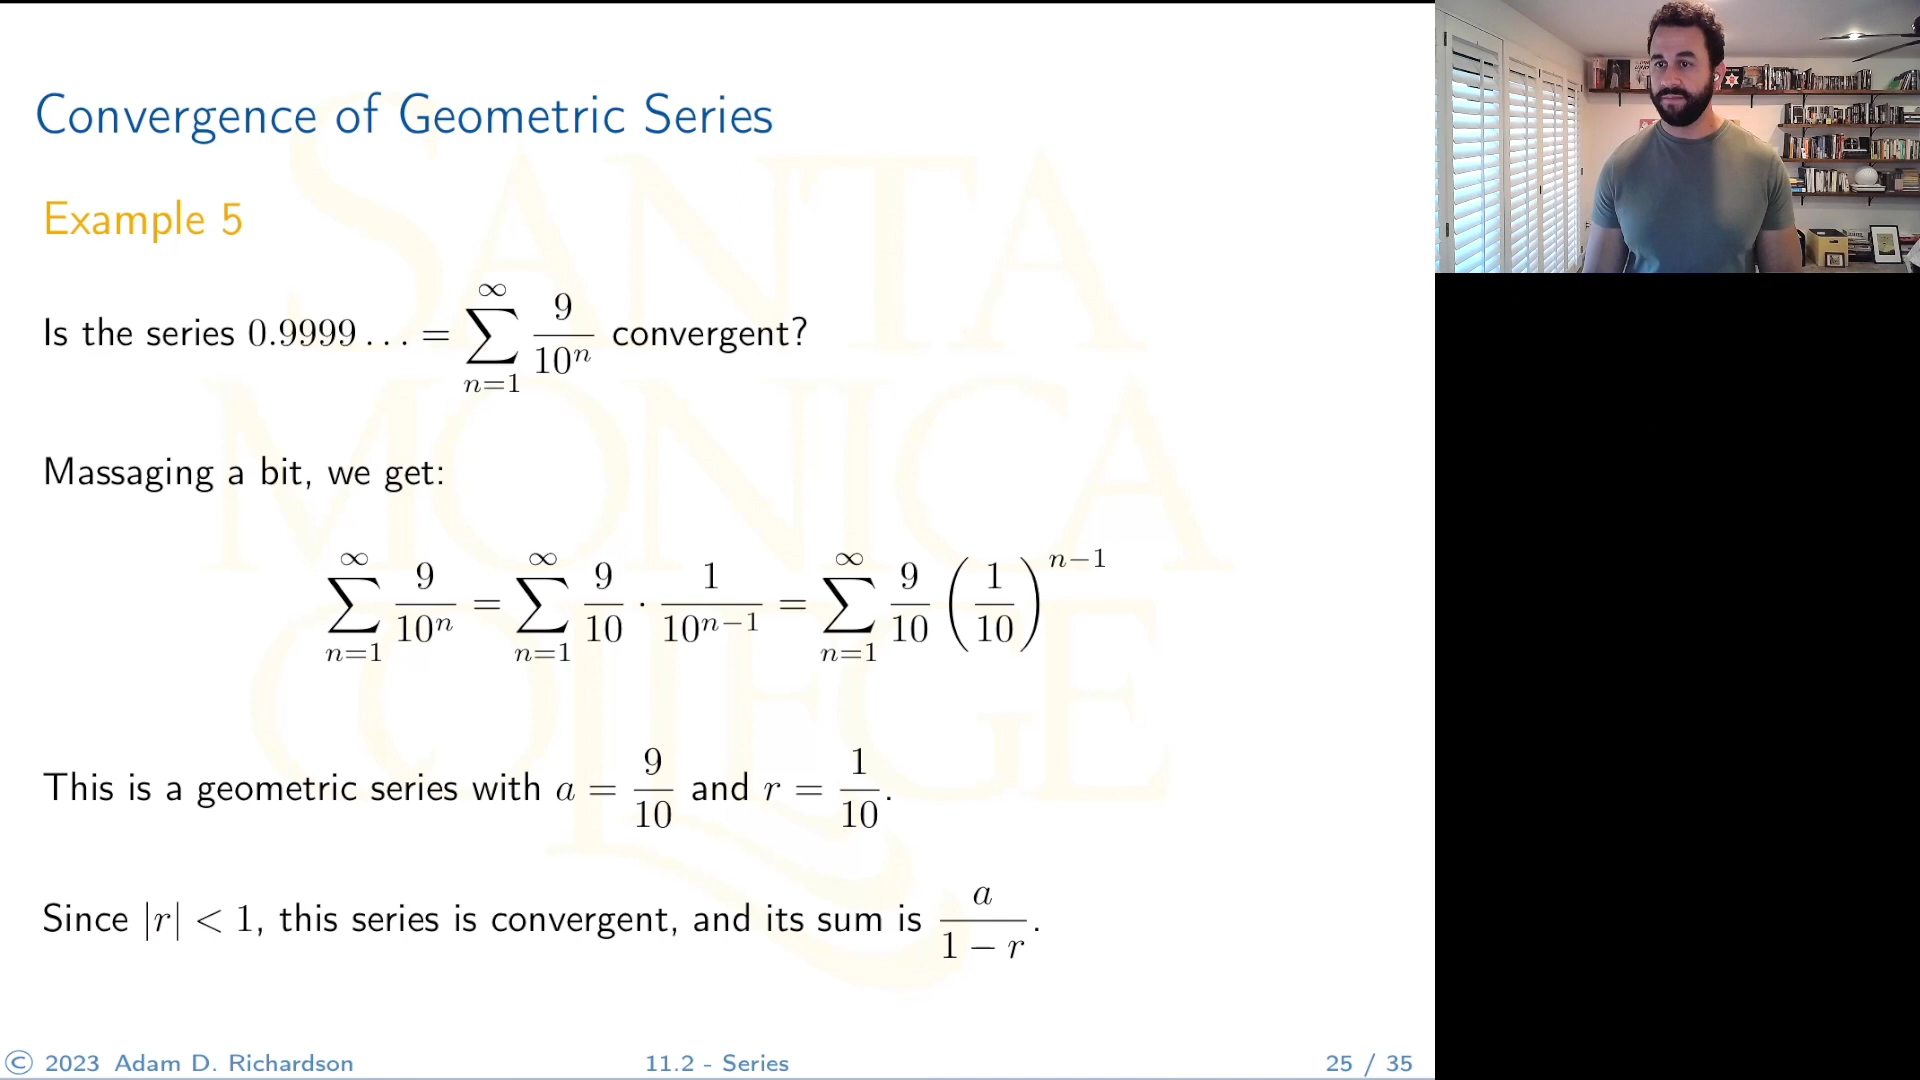 Convergence of Geometric Series
Example 5
Is the series 0.9999... = ∑_{n=1}^{∞} 9/10^n convergent?
Massaging a bit, we get:
∑_{n=1}^{∞} 9/10^n = ∑_{n=1}^{∞} 9/10 · 1/10^{n−1} = ∑_{n=1}^{∞} 9/10 (1/10)^{n−1}
This is a geometric series with a = 9/10 and r = 1/10.
Since |r| < 1, this series is convergent, and its sum is a/(1 − r).
SANTA
MONICA
COLLEGE
© 2023 Adam D. Richardson
11.2 - Series
25 / 35